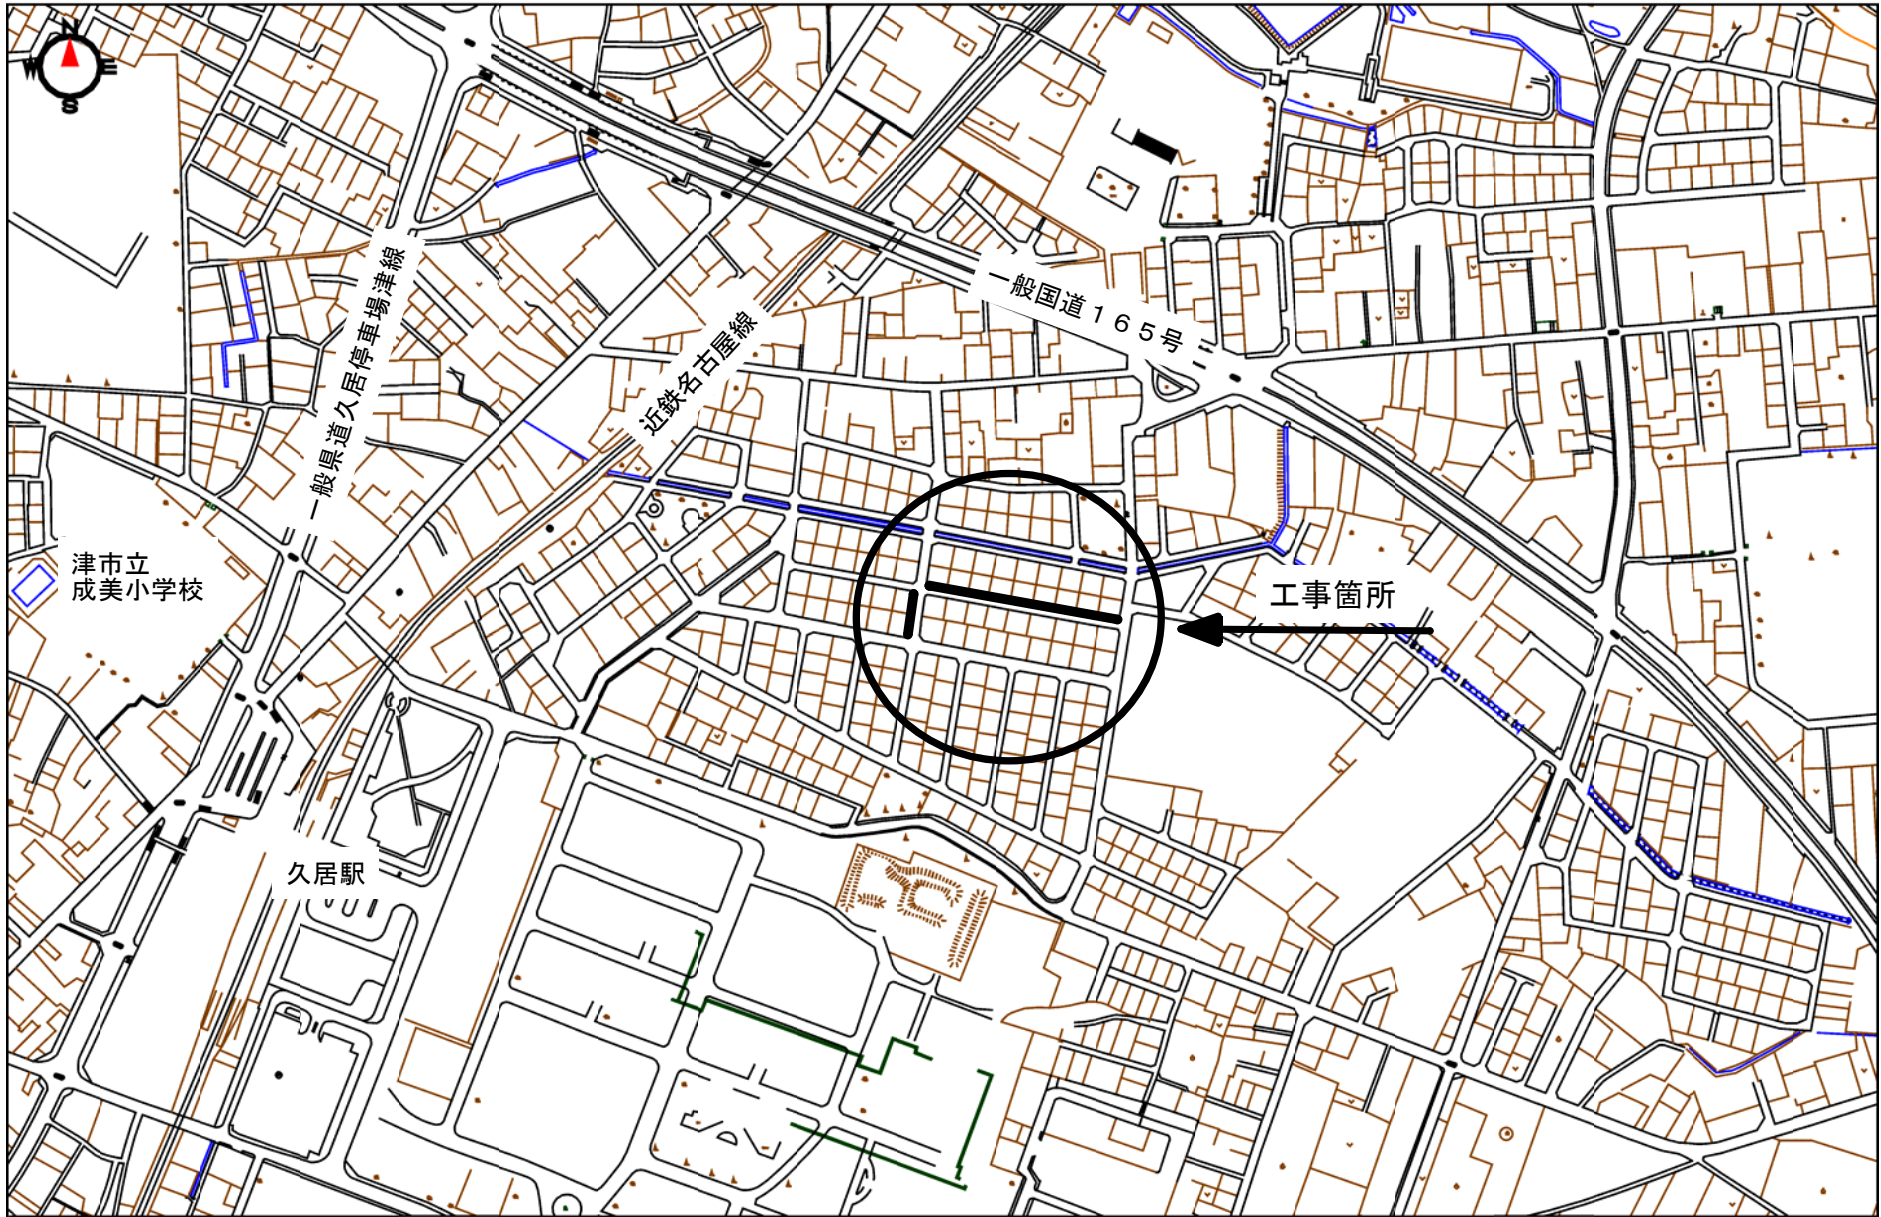 N
W E
S
一般国道165号
一般県道久居停車場津線
近鉄名古屋線
津市立
成美小学校
工事箇所
久居駅